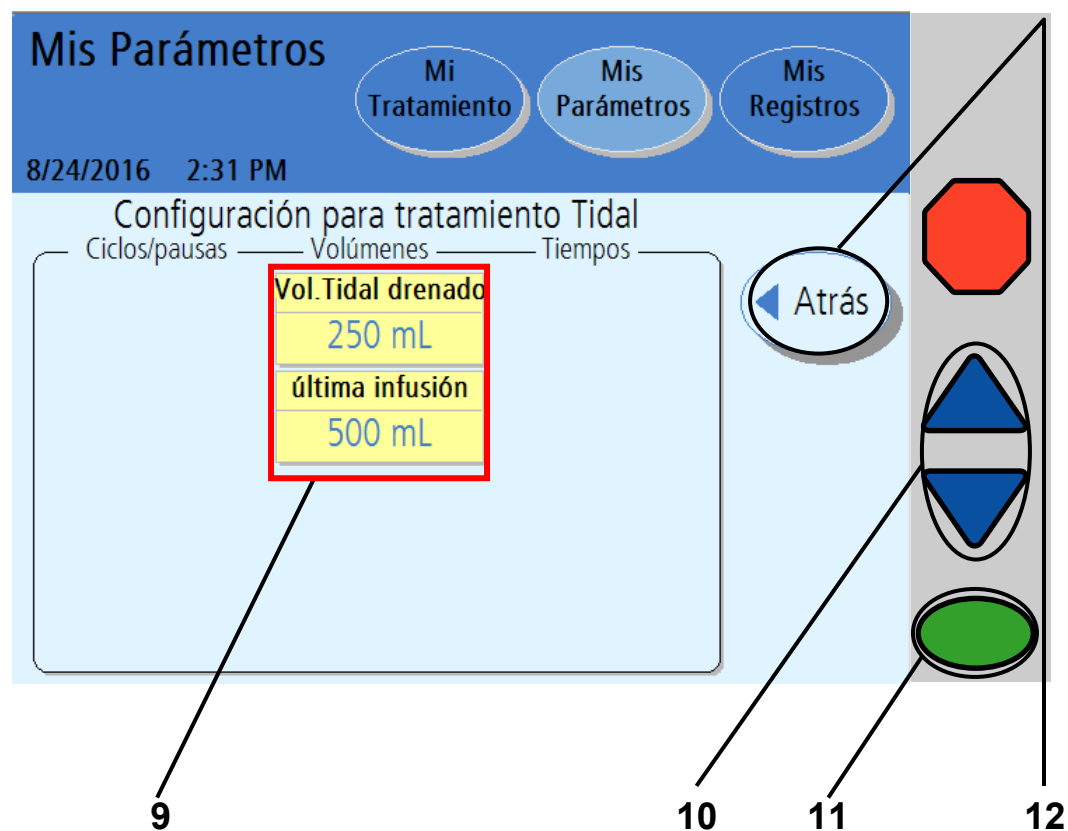 Mis Parámetros
Mi
Tratamiento
Mis
Parámetros
Mis
Registros
8/24/2016 2:31 PM
Configuración para tratamiento Tidal
Ciclos/pausas Volúmenes Tiempos
Vol.Tidal drenado
250 mL
última infusión
500 mL
Atrás
9 10 11 12